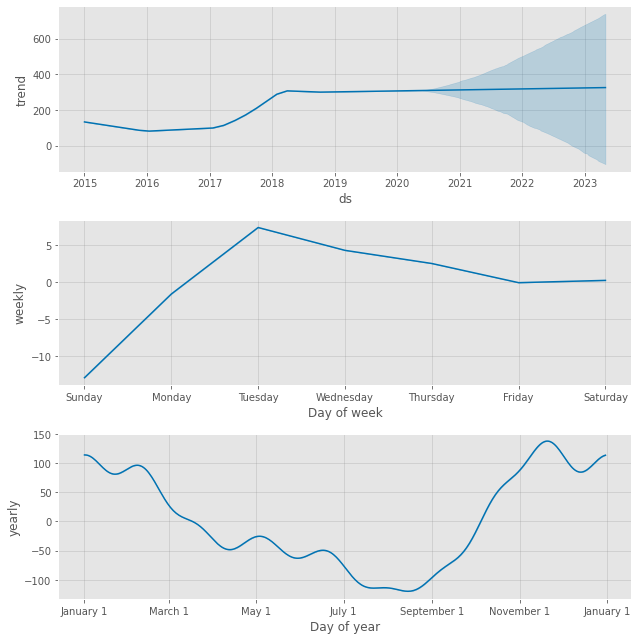 600
400
200
0
trend
2015 2016 2017 2018 2019 2020 2021 2022 2023
ds
5
0
−5
−10
weekly
Sunday Monday Tuesday Wednesday Thursday Friday Saturday
Day of week
150
100
50
0
−50
−100
yearly
January 1 March 1 May 1 July 1 September 1 November 1 January 1
Day of year